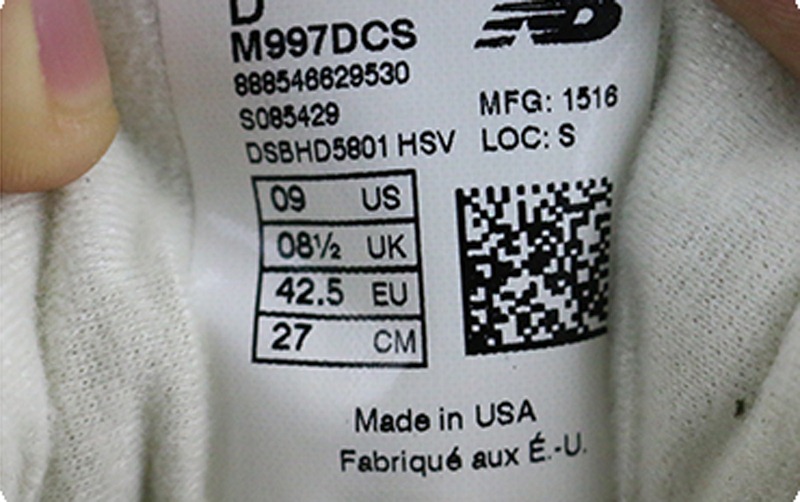 D
M997DCS
888546629530
S085429
DSBHD5801 HSV
NB
MFG: 1516
LOC: S
09 US
08½ UK
42.5 EU
27 CM
Made in USA
Fabriqué aux É.-U.